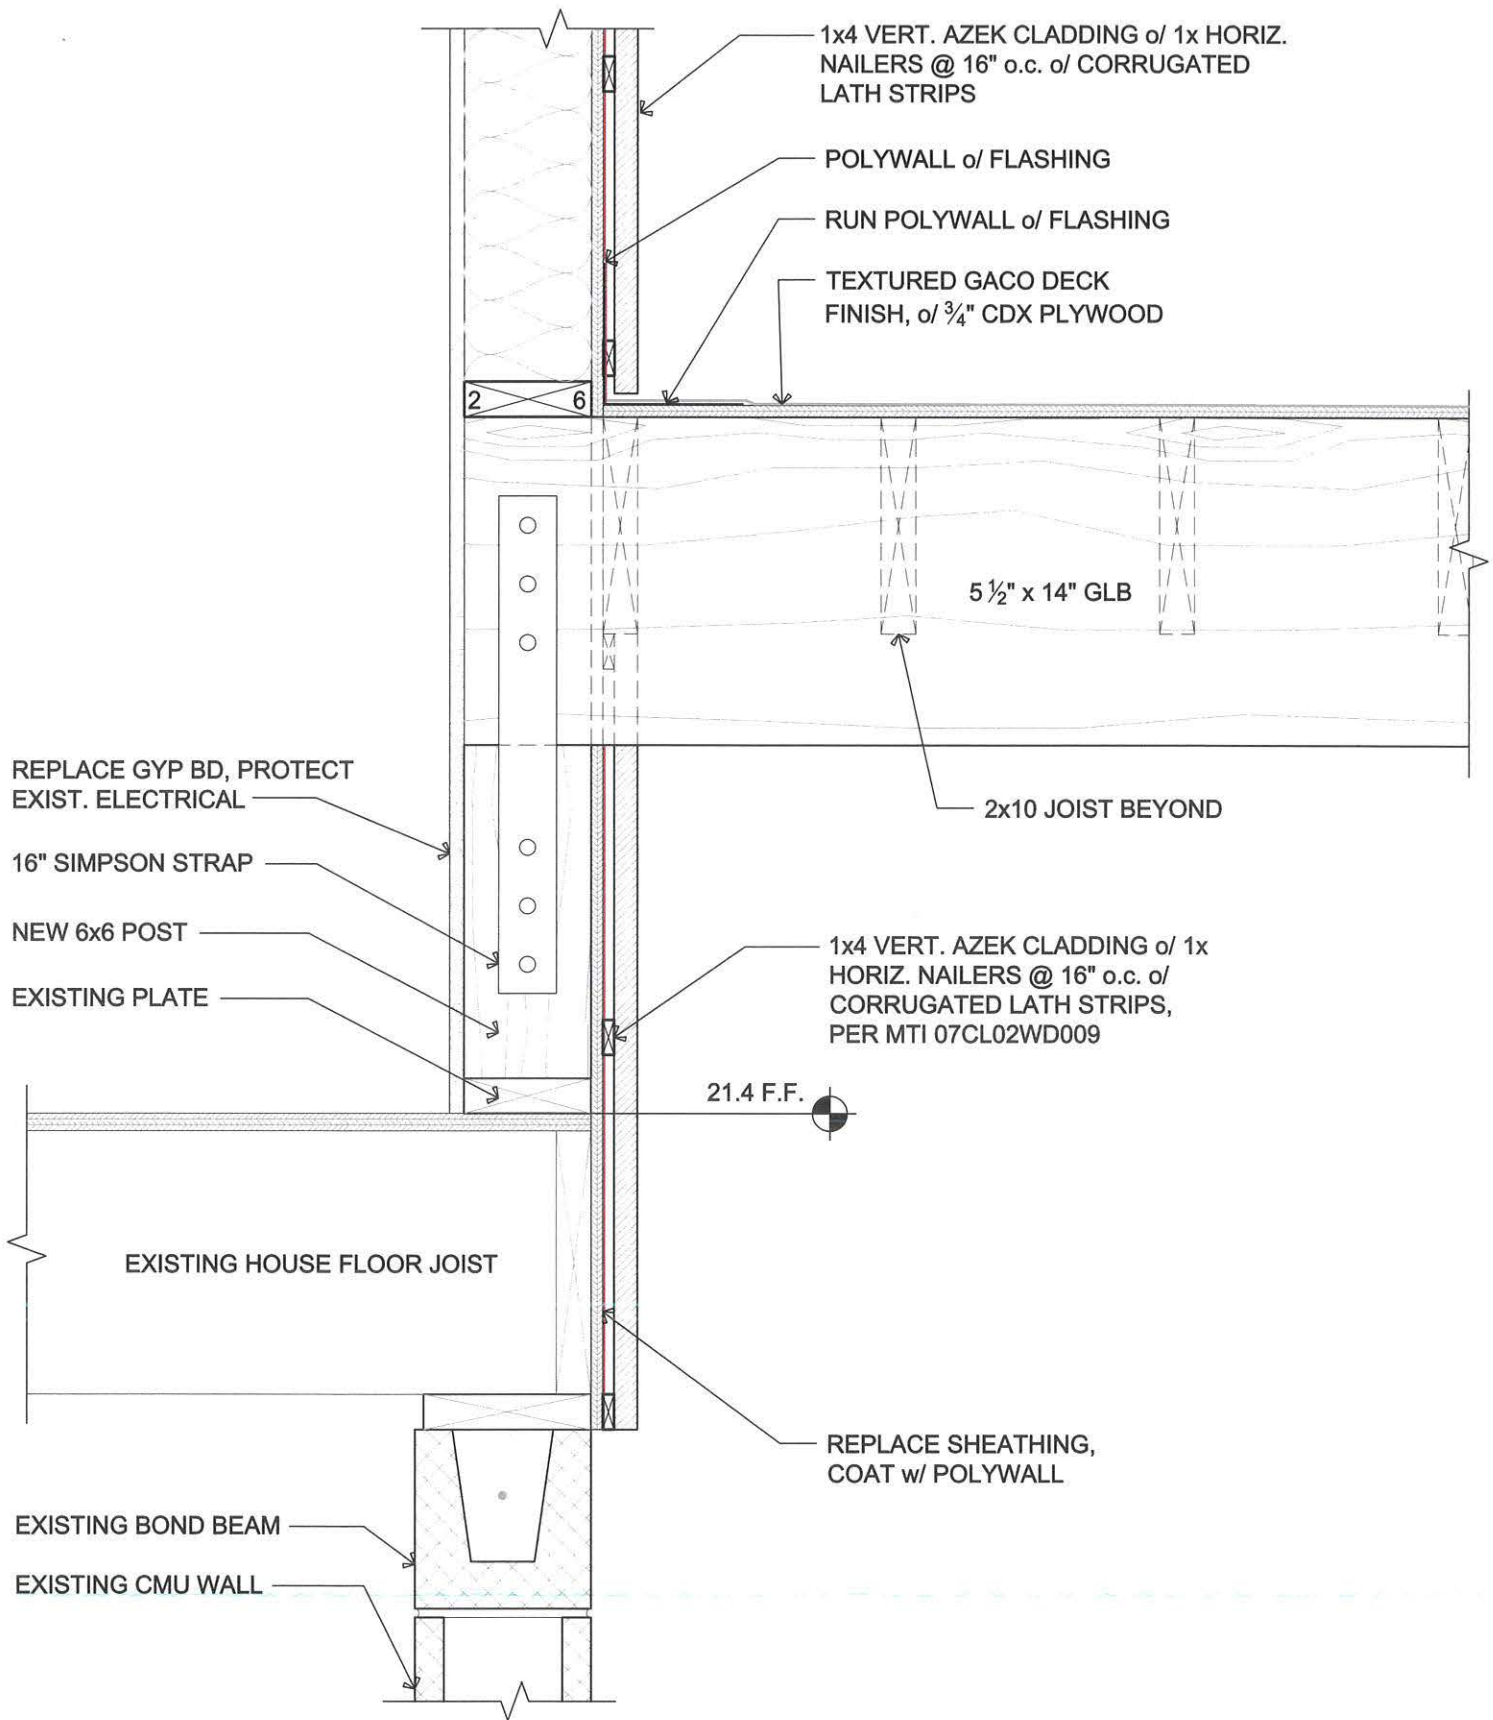 1x4 VERT. AZEK CLADDING o/ 1x HORIZ.
NAILERS @ 16" o.c. o/ CORRUGATED
LATH STRIPS
POLYWALL o/ FLASHING
RUN POLYWALL o/ FLASHING
TEXTURED GACO DECK
FINISH, o/ ¾" CDX PLYWOOD
2 6
5 ½" x 14" GLB
REPLACE GYP BD, PROTECT
EXIST. ELECTRICAL
2x10 JOIST BEYOND
16" SIMPSON STRAP
NEW 6x6 POST
EXISTING PLATE
1x4 VERT. AZEK CLADDING o/ 1x
HORIZ. NAILERS @ 16" o.c. o/
CORRUGATED LATH STRIPS,
PER MTI 07CL02WD009
21.4 F.F.
EXISTING HOUSE FLOOR JOIST
REPLACE SHEATHING,
COAT w/ POLYWALL
EXISTING BOND BEAM
EXISTING CMU WALL